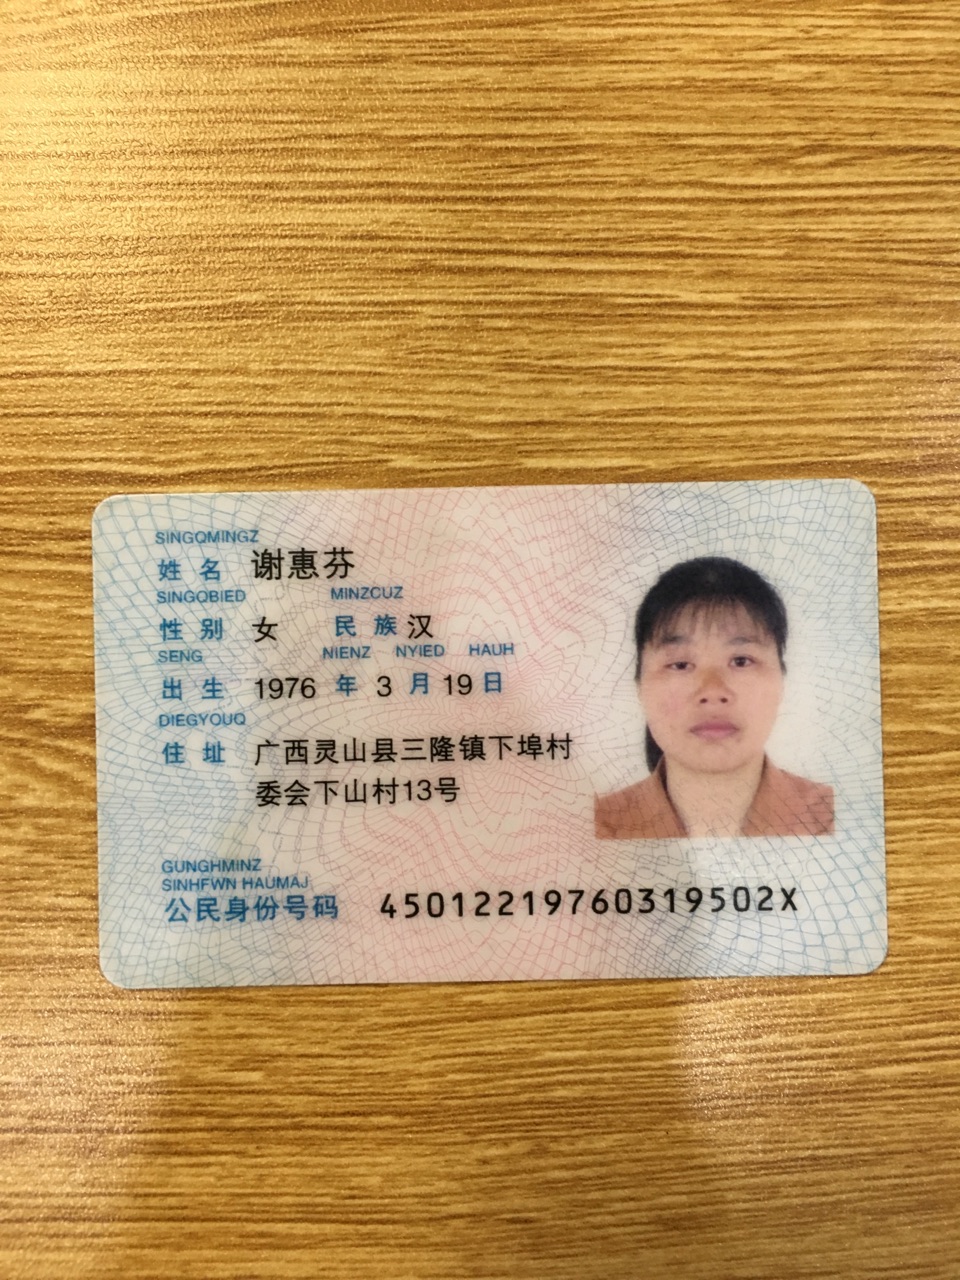 SINGQMINGZ
姓名 谢惠芬
SINGQBIED MINZCUZ
性别 女 民族 汉
SENG NIENZ NYIED HAUH
出生 1976 年 3 月 19 日
DIEGYOUQ
住址 广西灵山县三隆镇下埠村
委会下山村13号
GUNGHMINZ
SINHFWN HAUMAJ
公民身份号码 45012219760319502X